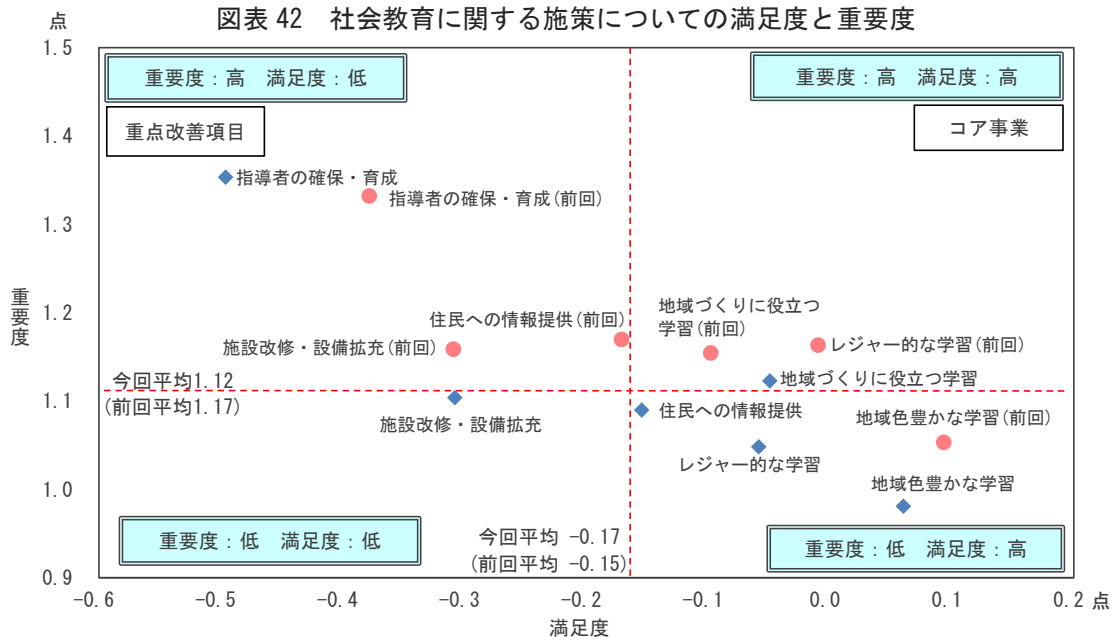 図表 42　社会教育に関する施策についての満足度と重要度
点
1.5
1.4
1.3
1.2
1.1
1.0
0.9
重要度
重要度：高　満足度：低
重要度：高　満足度：高
重点改善項目
コア事業
指導者の確保・育成
指導者の確保・育成(前回)
地域づくりに役立つ
学習(前回)
住民への情報提供(前回)
施設改修・設備拡充(前回)
レジャー的な学習(前回)
今回平均1.12
(前回平均1.17)
地域づくりに役立つ学習
住民への情報提供
施設改修・設備拡充
地域色豊かな学習(前回)
レジャー的な学習
地域色豊かな学習
重要度：低　満足度：低
今回平均 -0.17
(前回平均 -0.15)
重要度：低　満足度：高
-0.6 -0.5 -0.4 -0.3 -0.2 -0.1 0.0 0.1 0.2 点
満足度